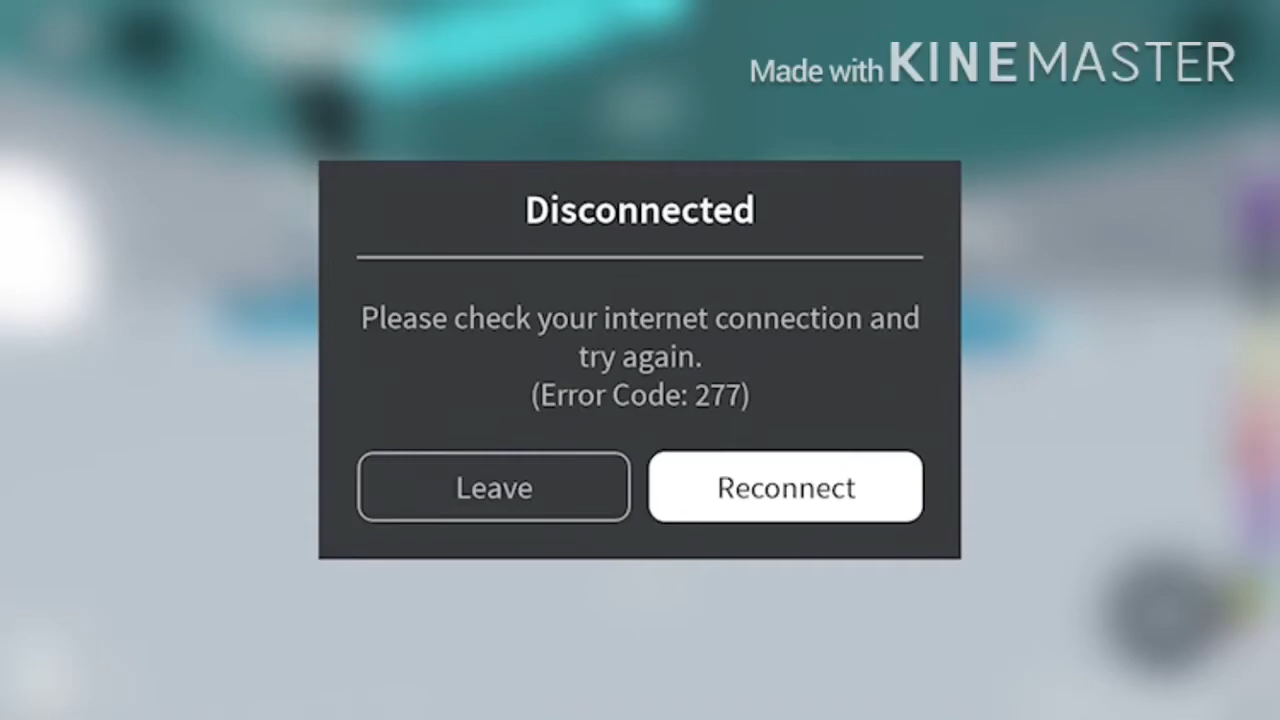 Made with KINEMASTER
Disconnected
Please check your internet connection and
try again.
(Error Code: 277)
Leave
Reconnect